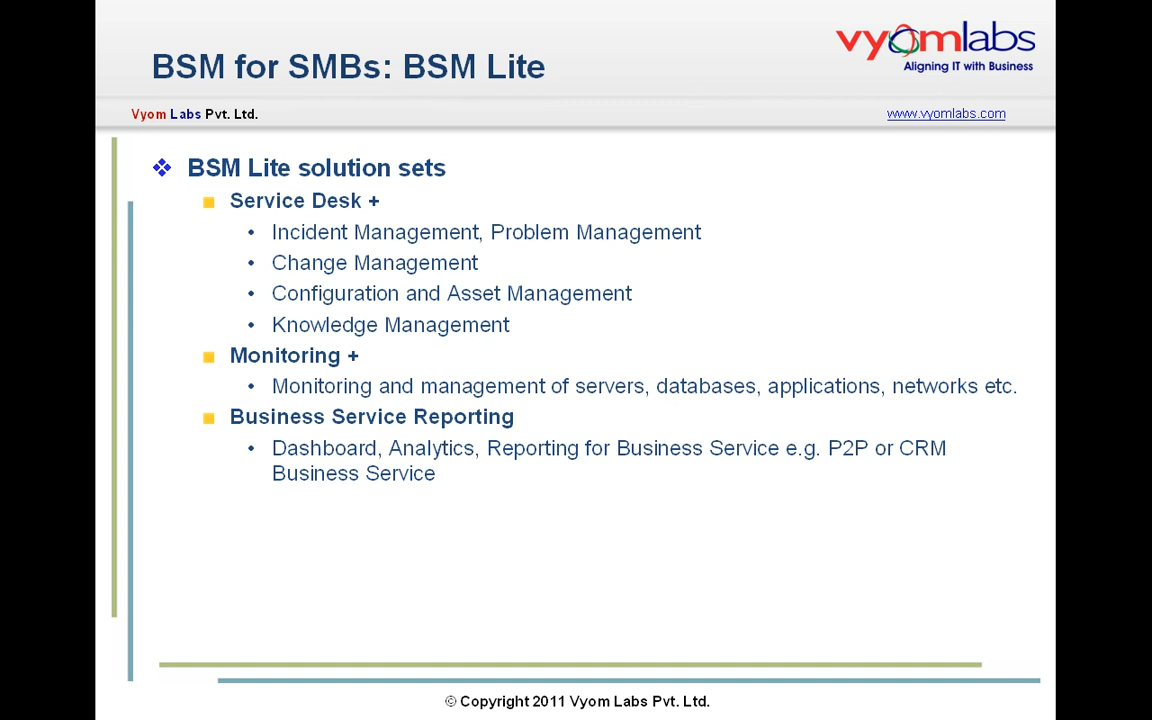 BSM for SMBs: BSM Lite
vyomlabs
Aligning IT with Business
Vyom Labs Pvt. Ltd.
www.vyomlabs.com
BSM Lite solution sets
Service Desk +
• Incident Management, Problem Management
• Change Management
• Configuration and Asset Management
• Knowledge Management
Monitoring +
• Monitoring and management of servers, databases, applications, networks etc.
Business Service Reporting
• Dashboard, Analytics, Reporting for Business Service e.g. P2P or CRM
Business Service
© Copyright 2011 Vyom Labs Pvt. Ltd.